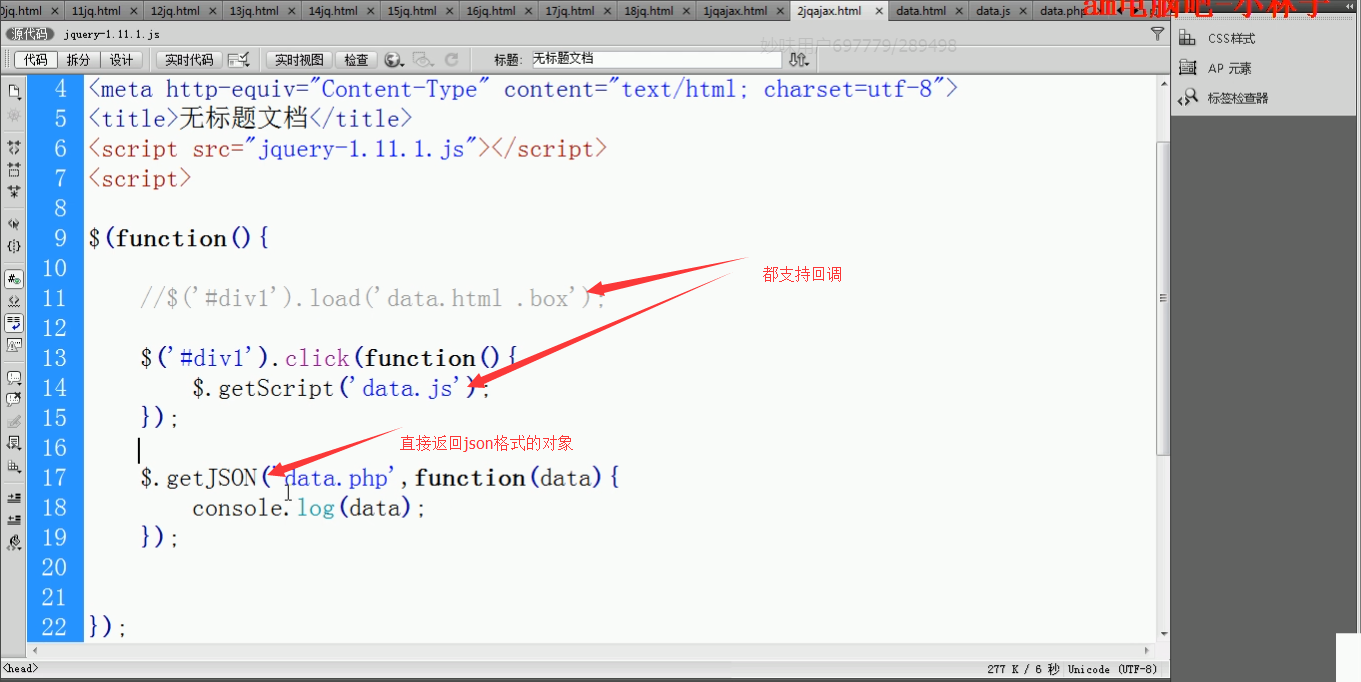 0jq.html × 11jq.html × 12jq.html × 13jq.html × 14jq.html × 15jq.html × 16jq.html × 17jq.html × 18jq.html × 1jqajax.html × 2jqajax.html × data.html × data.js × data.php
源代码 jquery-1.11.1.js
妙味用户697779/289498
代码 拆分 设计 实时代码 实时视图 检查 标题: 无标题文档
CSS样式
AP 元素
标签检查器
4 <meta http-equiv="Content-Type" content="text/html; charset=utf-8">
5 <title>无标题文档</title>
6 <script src="jquery-1.11.1.js"></script>
7 <script>
8
9 $(function(){
10
都支持回调
11 //$('#div1').load('data.html .box');
12
13 $('#div1').click(function(){
14 $.getScript('data.js');
15 });
直接返回json格式的对象
16
17 $.getJSON('data.php',function(data){
18 console.log(data);
19 });
20
21
22 });
<head>
277 K / 6 秒 Unicode (UTF-8)